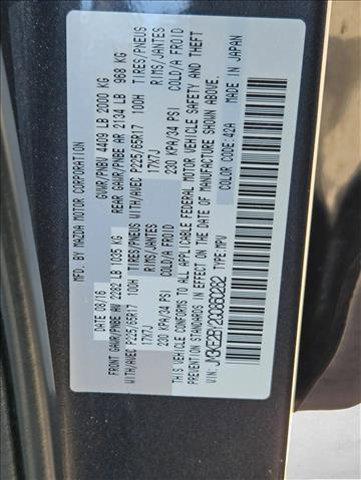 MFD. BY MAZDA MOTOR CORPORATION
DATE 08/16 GVWR/PNBV 4409 LB 2000 KG
FRONT GAWR/PNBE AV 2282 LB 1035 KG REAR GAWR/PNBE AR 2134 LB 968 KG
WITH/AVEC P225/65R17 100H TIRES/PNEUS WITH/AVEC P225/65R17 100H TIRES/PNEUS
17X7J RIMS/JANTES 17X7J RIMS/JANTES
230 KPA/34 PSI COLD/A FROID 230 KPA/34 PSI COLD/A FROID
THIS VEHICLE CONFORMS TO ALL APPLICABLE FEDERAL MOTOR VEHICLE SAFETY AND THEFT
PREVENTION STANDARDS IN EFFECT ON THE DATE OF MANUFACTURE SHOWN ABOVE.
VIN: TYPE:MPV COLOR CODE: 42A MADE IN JAPAN